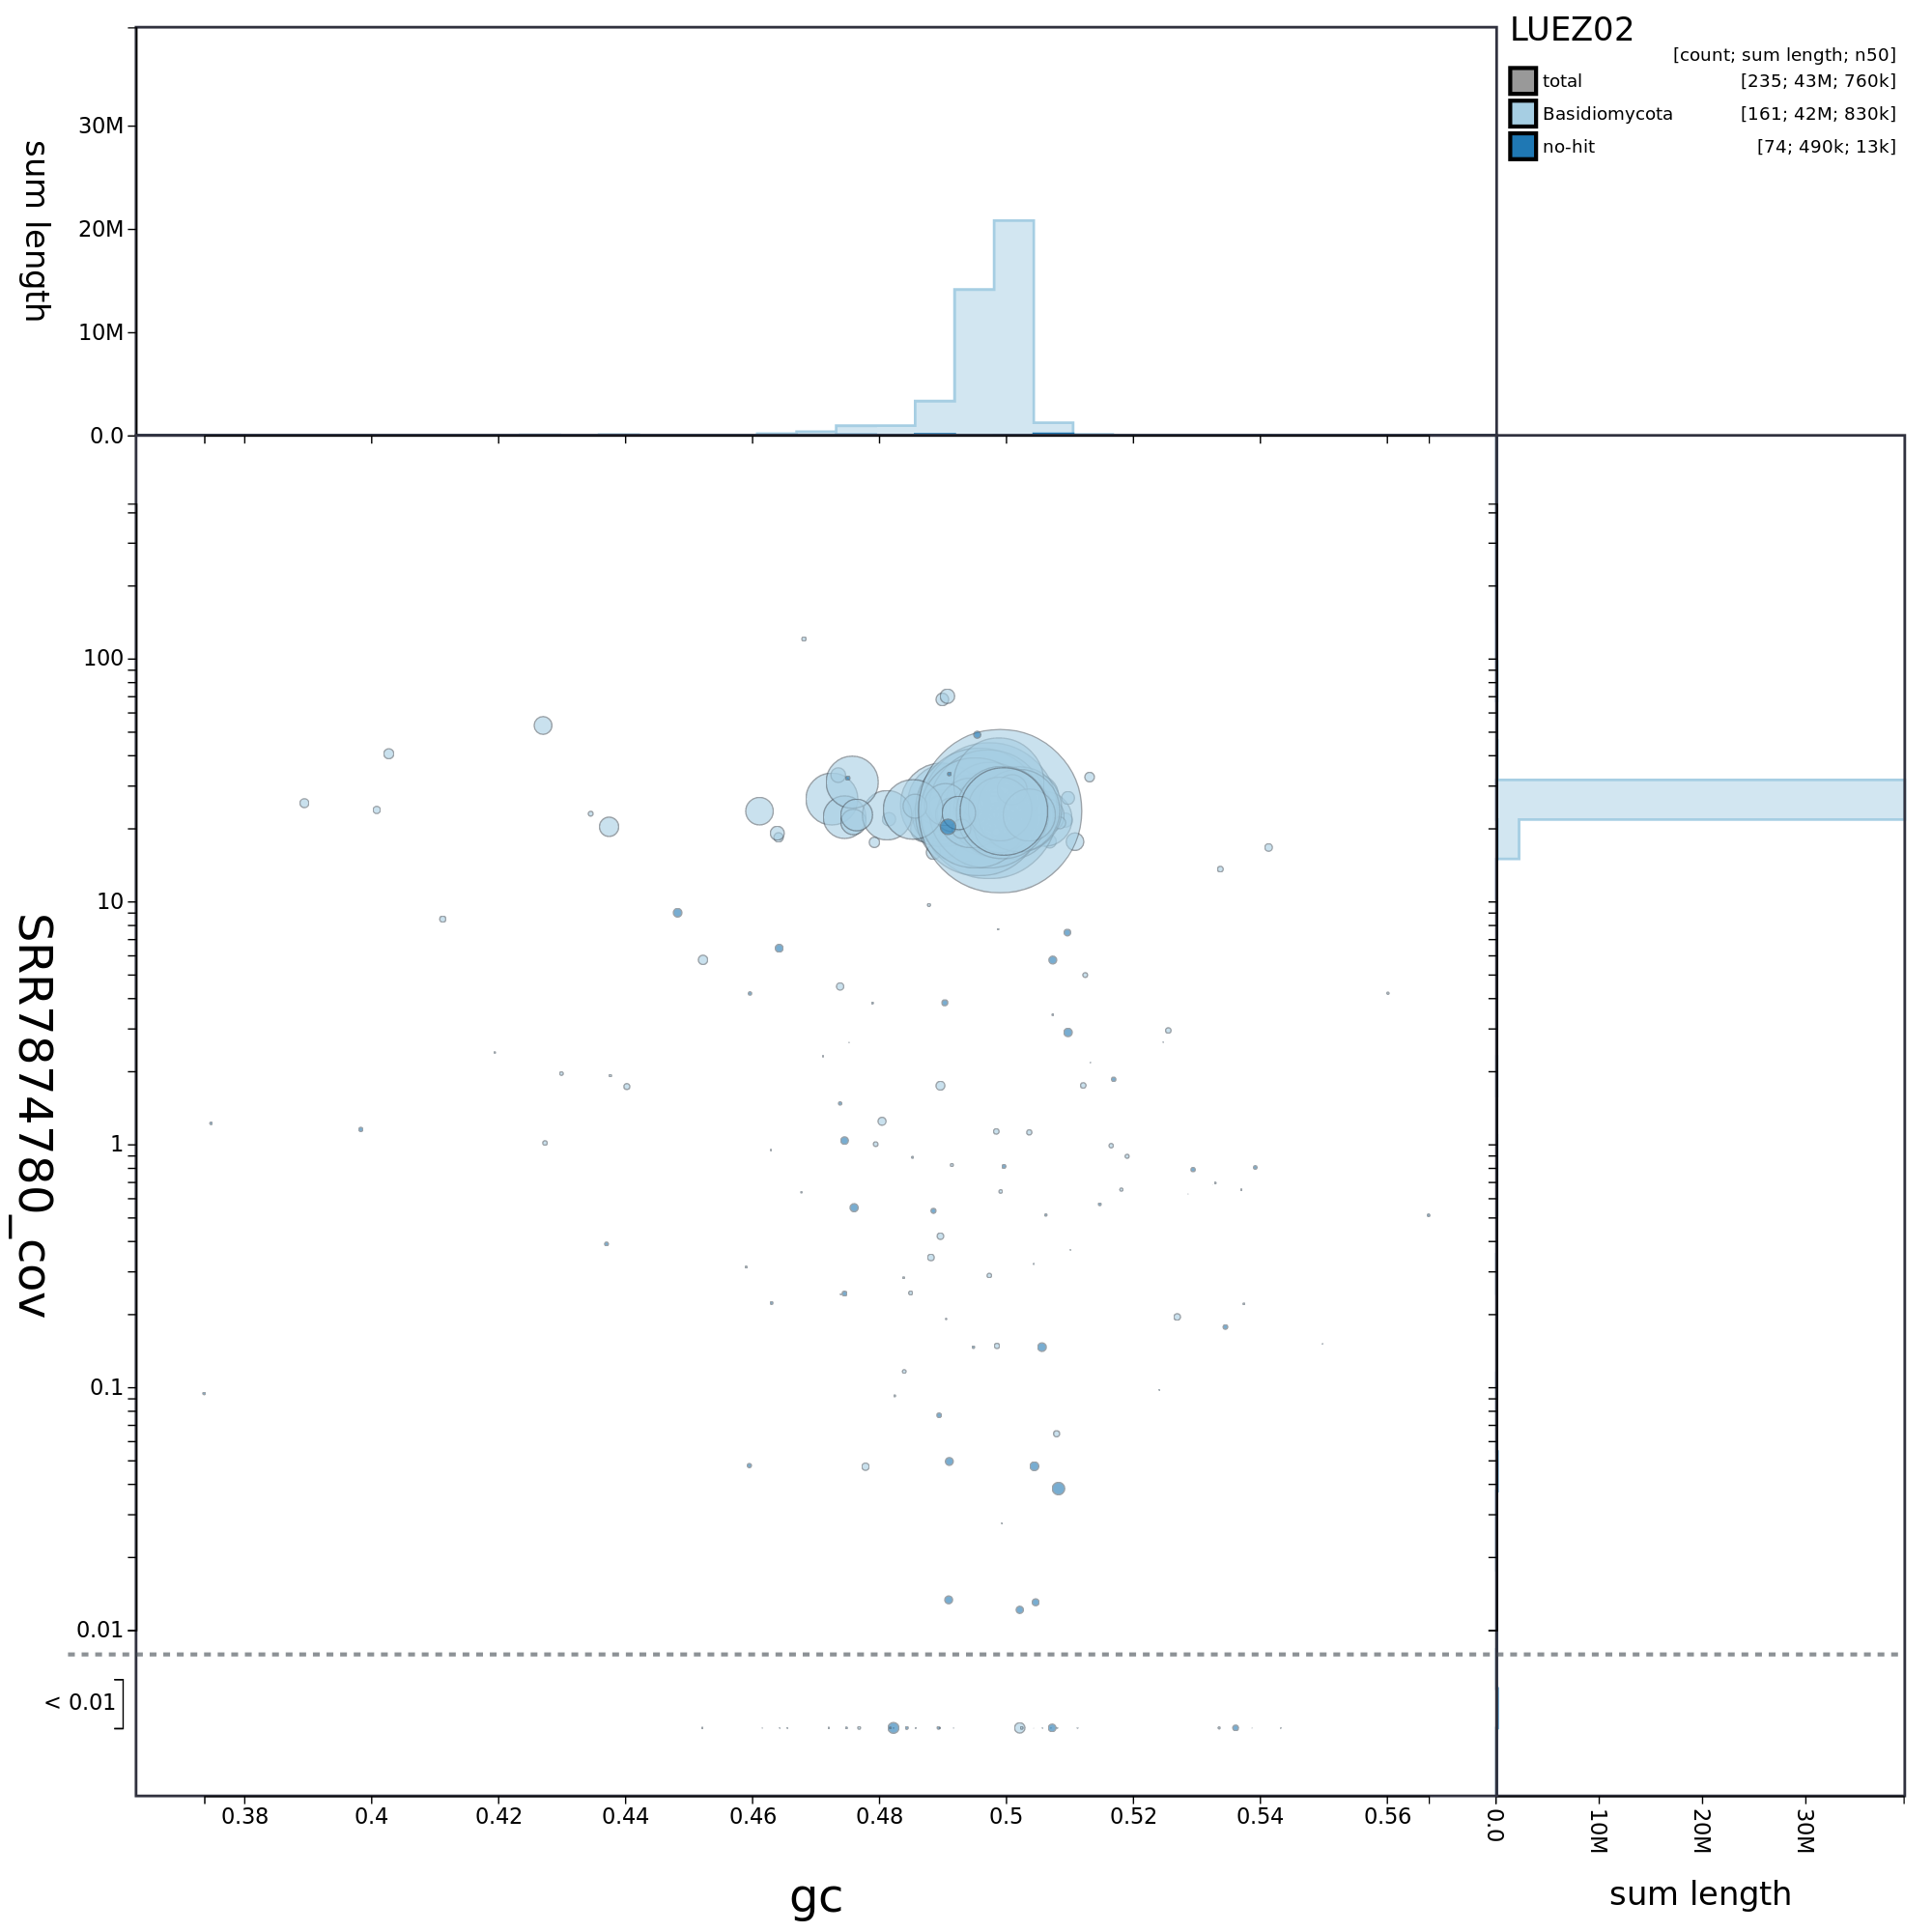 LUEZ02
[count; sum length; n50]
total [235; 43M; 760k]
Basidiomycota [161; 42M; 830k]
no-hit [74; 490k; 13k]
sum length
30M
20M
10M
0.0
SRR7874780_cov
100
10
1
0.1
0.01
< 0.01
0.38 0.4 0.42 0.44 0.46 0.48 0.5 0.52 0.54 0.56
gc
0.0 10M 20M 30M
sum length